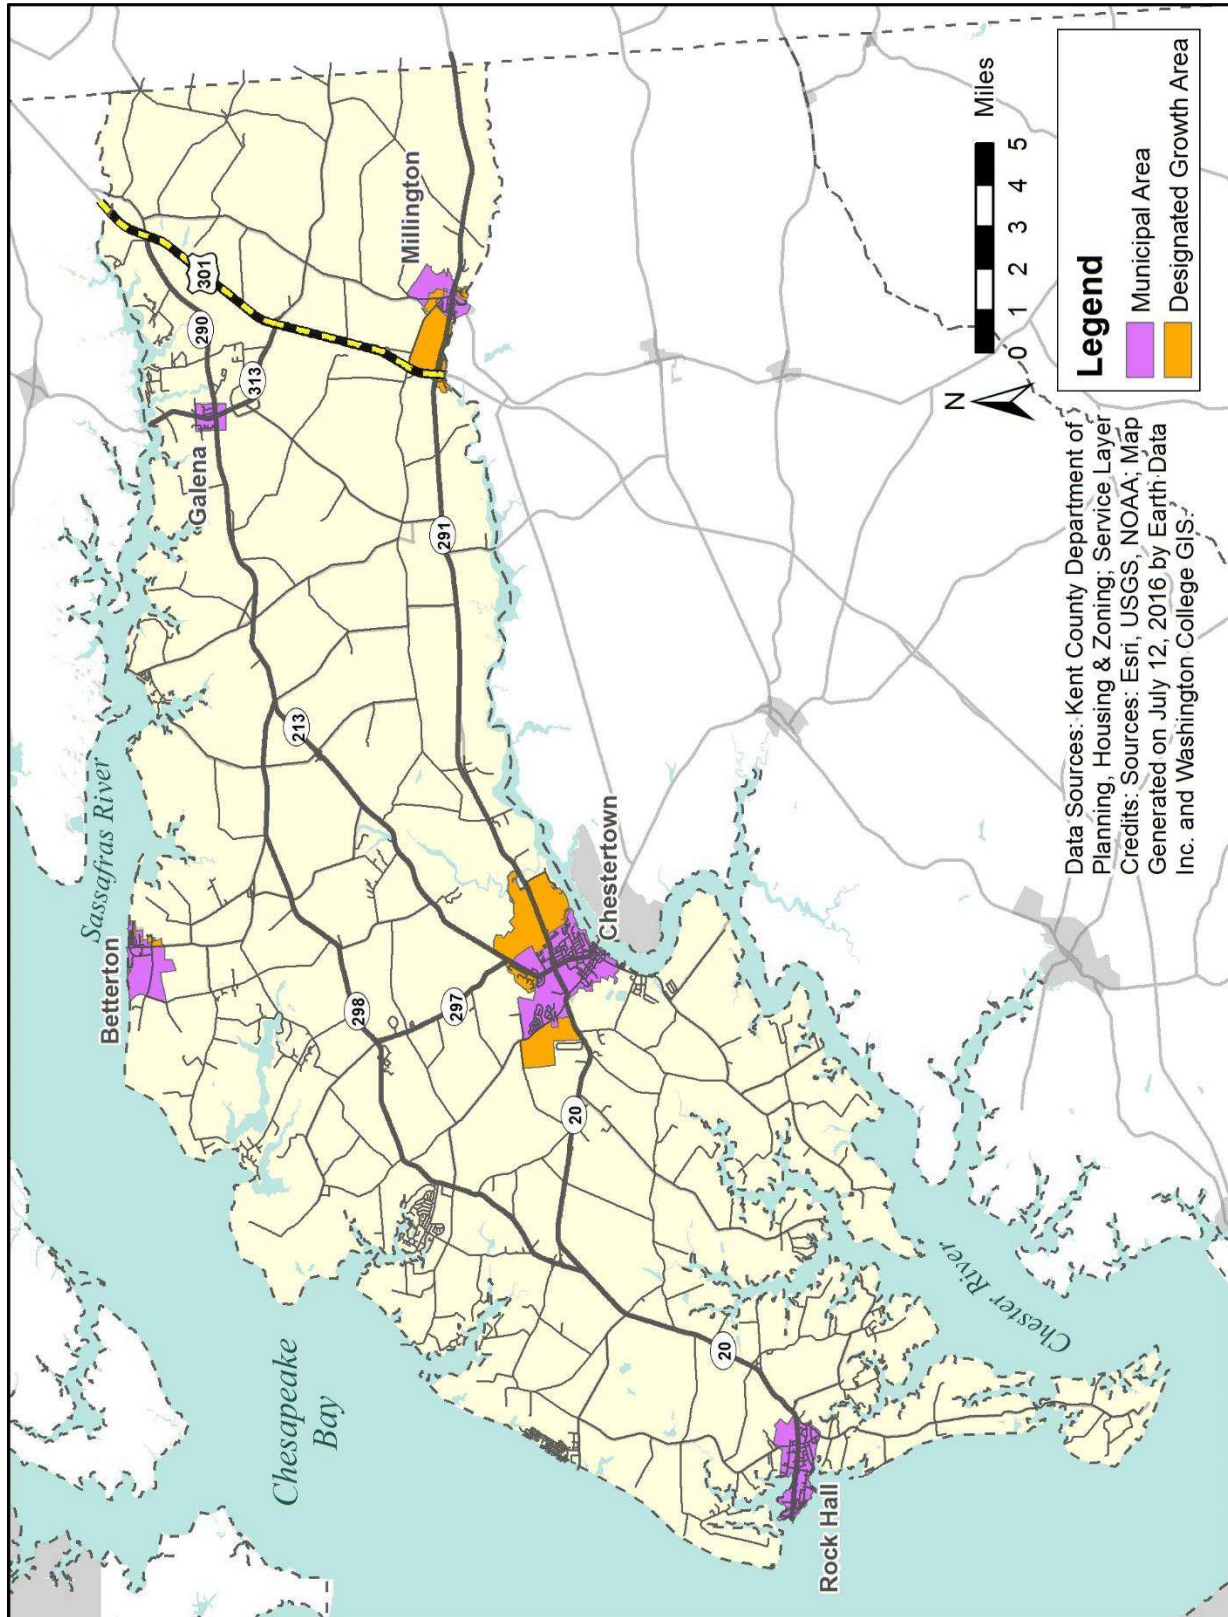 Sassafras River
Betterton
Galena
Millington
290
301
313
213
298
297
291
Chestertown
20
20
Chesapeake
Bay
Rock Hall
Chester River
N
0 1 2 3 4 5
Miles
Data Sources: Kent County Department of
Planning, Housing & Zoning; Service Layer
Credits: Sources: Esri, USGS, NOAA; Map
Generated on July 12, 2016 by Earth Data
Inc. and Washington College GIS.
Legend
Municipal Area
Designated Growth Area